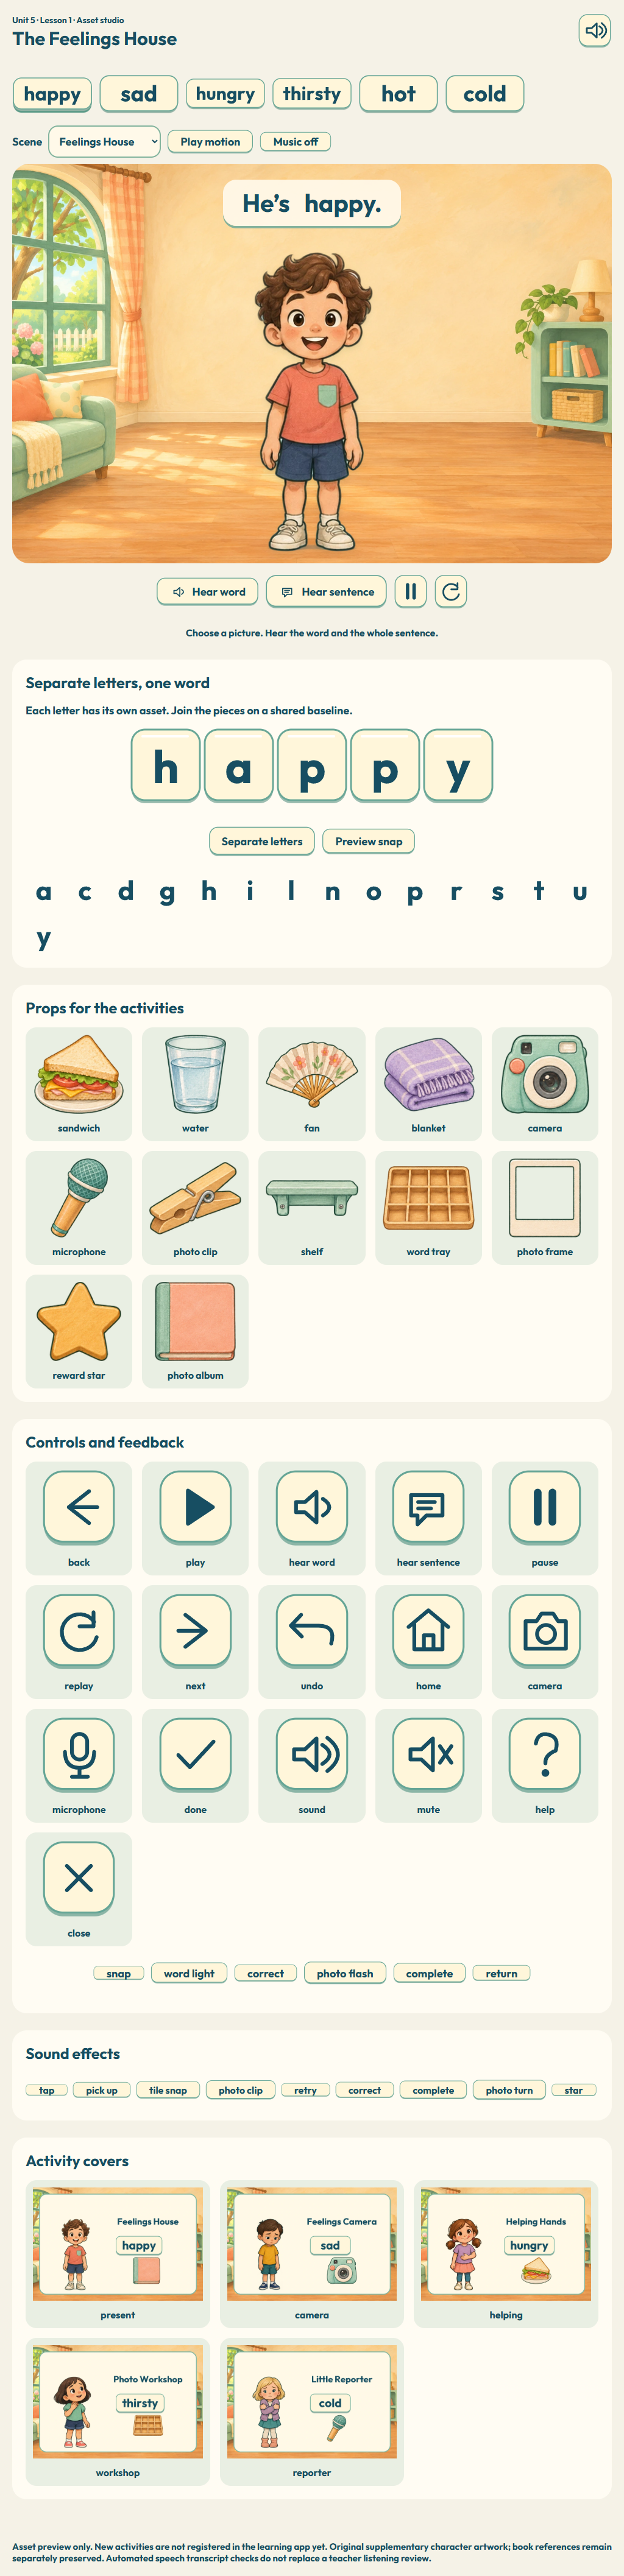 Unit 5 · Lesson 1 · Asset studio
The Feelings House
happy sad hungry thirsty hot cold
Scene Feelings House Play motion Music off
He's happy.
Hear word Hear sentence
Choose a picture. Hear the word and the whole sentence.
Separate letters, one word
Each letter has its own asset. Join the pieces on a shared baseline.
h a p p y
Separate letters Preview snap
a c d g h i l n o p r s t u
y
Props for the activities
sandwich water fan blanket camera
microphone photo clip shelf word tray photo frame
reward star photo album
Controls and feedback
back play hear word hear sentence pause
replay next undo home camera
microphone done sound mute help
close
snap word light correct photo flash complete return
Sound effects
tap pick up tile snap photo clip retry correct complete photo turn star
Activity covers
Feelings House Feelings Camera Helping Hands
happy sad hungry
present camera helping
Photo Workshop Little Reporter
thirsty cold
workshop reporter
Asset preview only. New activities are not registered in the learning app yet. Original supplementary character artwork; book references remain
separately preserved. Automated speech transcript checks do not replace a teacher listening review.